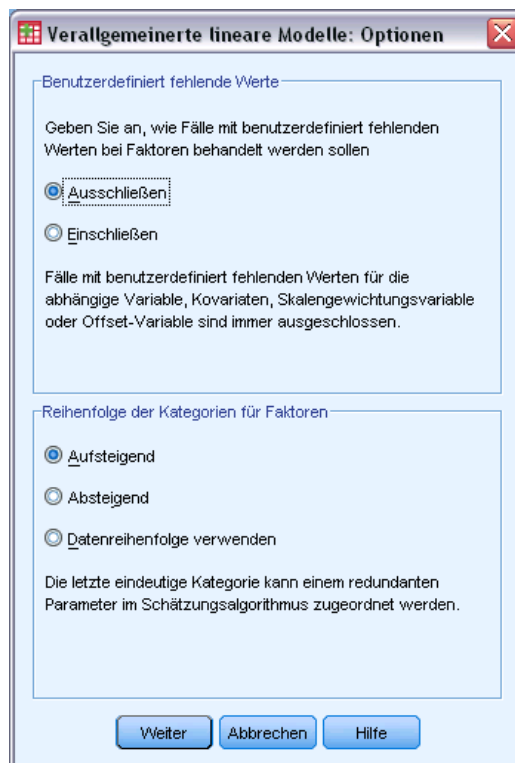 Verallgemeinerte lineare Modelle: Optionen
Benutzerdefiniert fehlende Werte
Geben Sie an, wie Fälle mit benutzerdefiniert fehlenden
Werten bei Faktoren behandelt werden sollen
Ausschließen
Einschließen
Fälle mit benutzerdefiniert fehlenden Werten für die
abhängige Variable, Kovariaten, Skalengewichtungsvariable
oder Offset-Variable sind immer ausgeschlossen.
Reihenfolge der Kategorien für Faktoren
Aufsteigend
Absteigend
Datenreihenfolge verwenden
Die letzte eindeutige Kategorie kann einem redundanten
Parameter im Schätzungsalgorithmus zugeordnet werden.
Weiter Abbrechen Hilfe